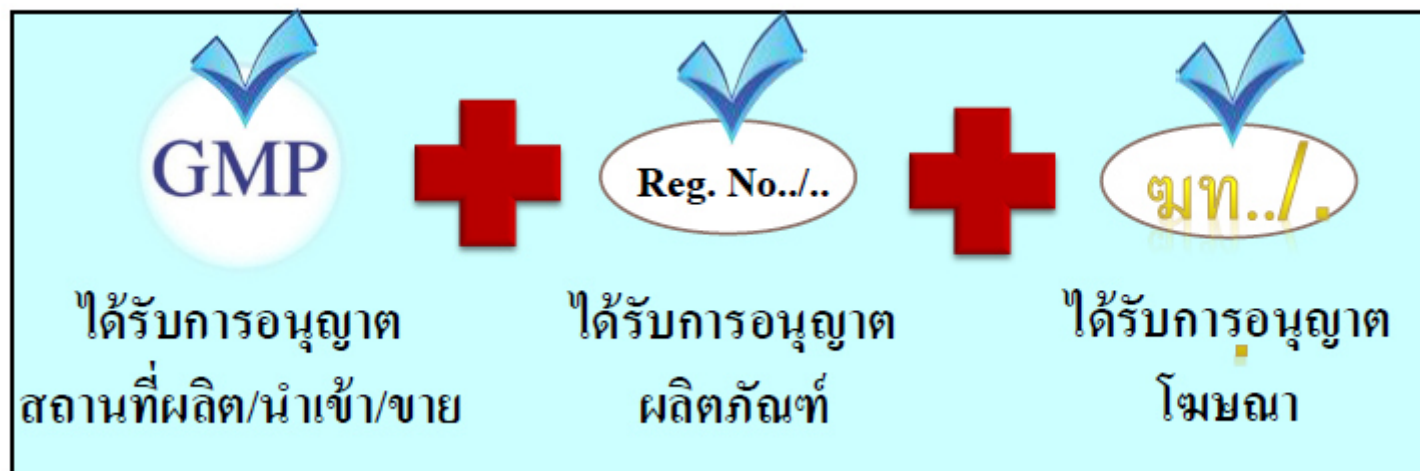 GMP
Reg. No../..
ฆท../.
.
ได้รับการอนุญาต
สถานที่ผลิต/นำเข้า/ขาย
ได้รับการอนุญาต
ผลิตภัณฑ์
ได้รับการอนุญาต
โฆษณา